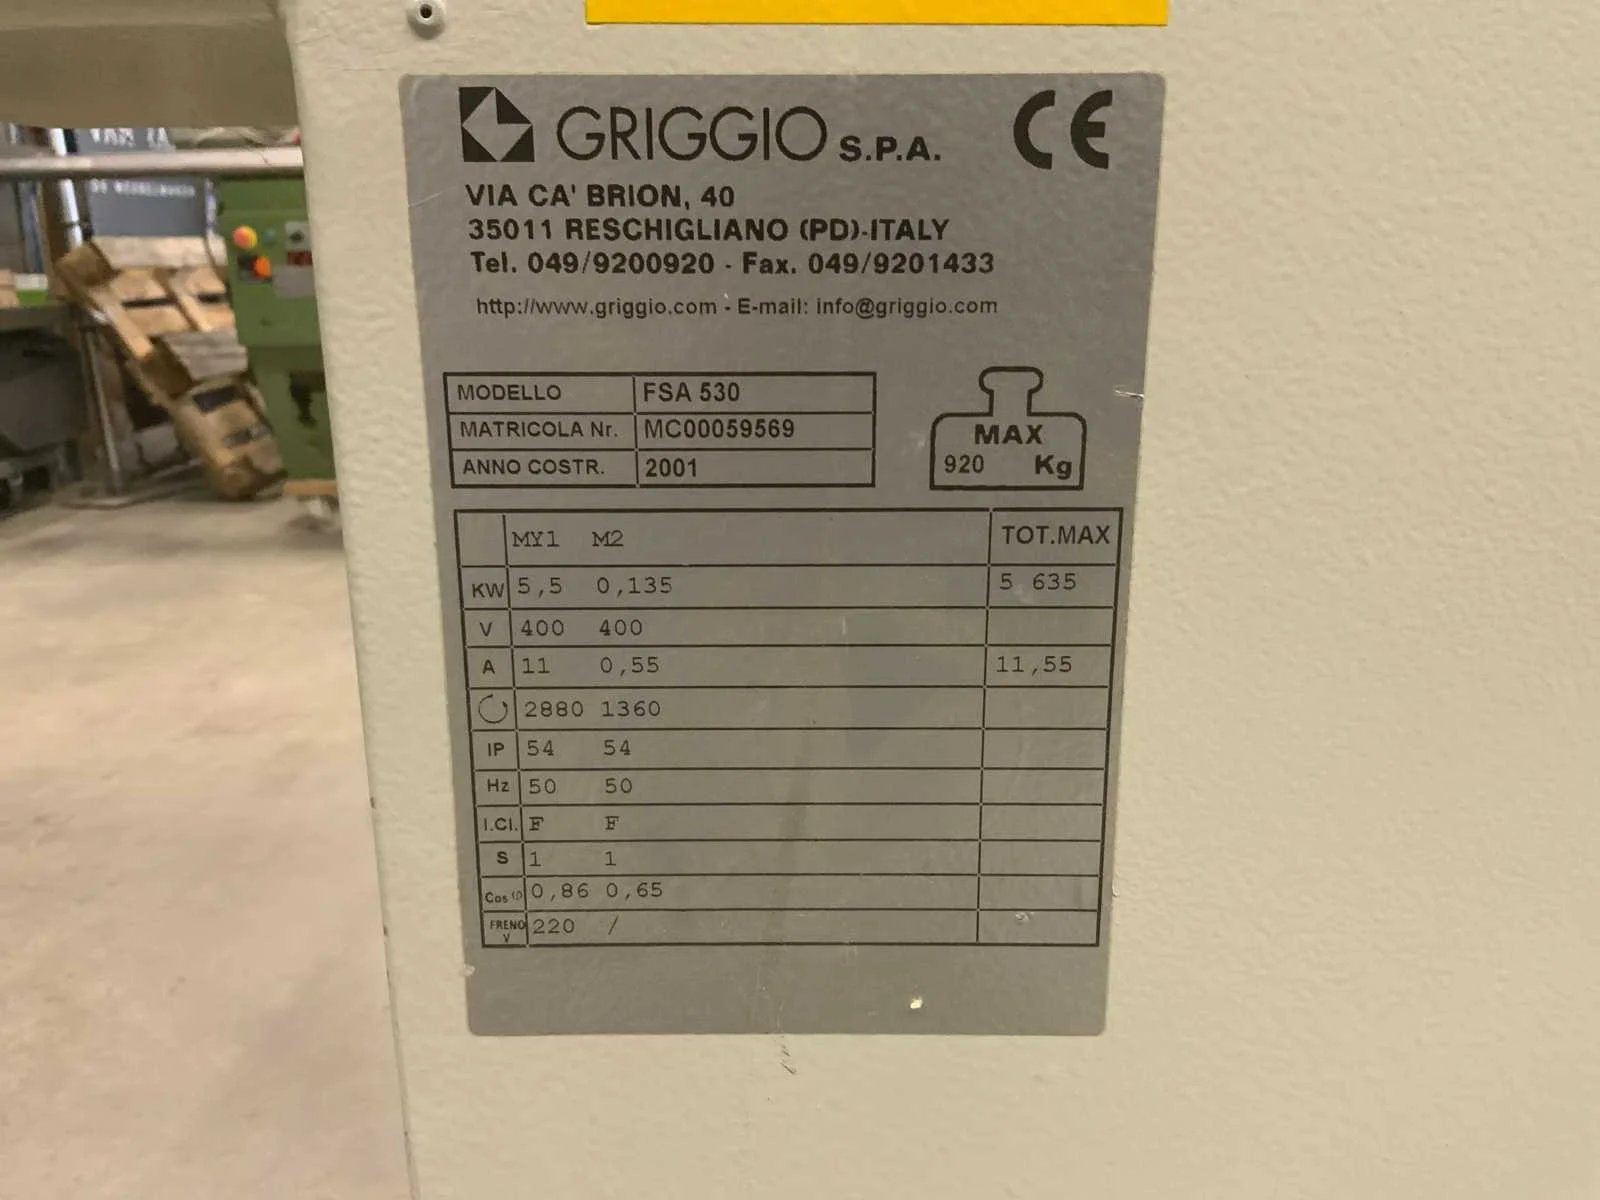 GRIGGIO S.P.A. CE
VIA CA' BRION, 40
35011 RESCHIGLIANO (PD)-ITALY
Tel. 049/9200920 - Fax. 049/9201433
http://www.griggio.com - E-mail: info@griggio.com
MODELLO FSA 530
MATRICOLA Nr. MC00059569
ANNO COSTR. 2001
MAX
920 Kg
MY1 M2 TOT.MAX
KW 5,5 0,135 5 635
V 400 400
A 11 0,55 11,55
2880 1360
IP 54 54
Hz 50 50
I.Cl. F F
S 1 1
Cos φ 0,86 0,65
FRENO V 220 /